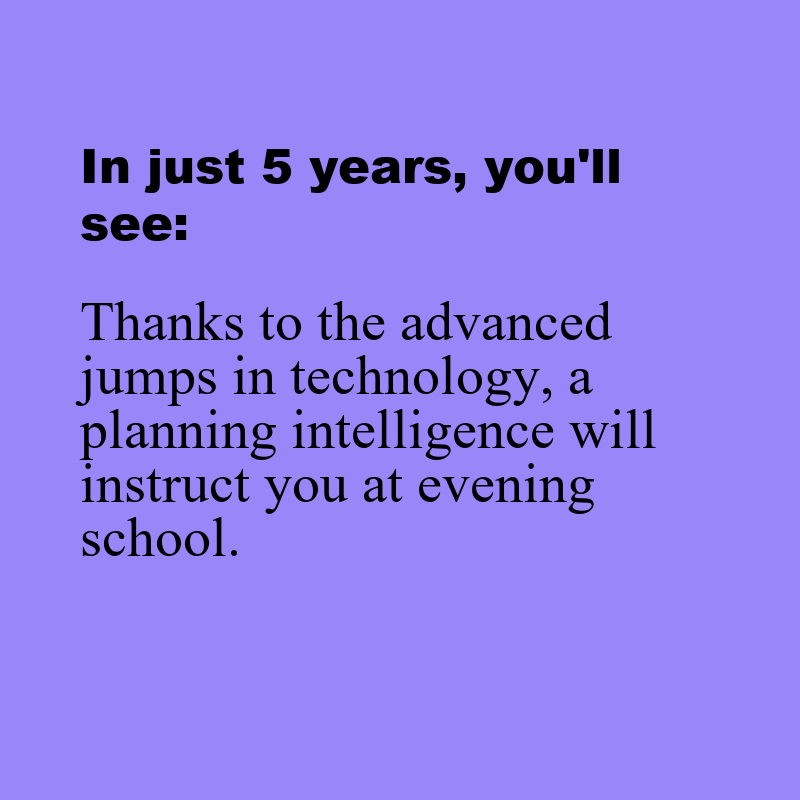 In just 5 years, you'll
see:
Thanks to the advanced
jumps in technology, a
planning intelligence will
instruct you at evening
school.